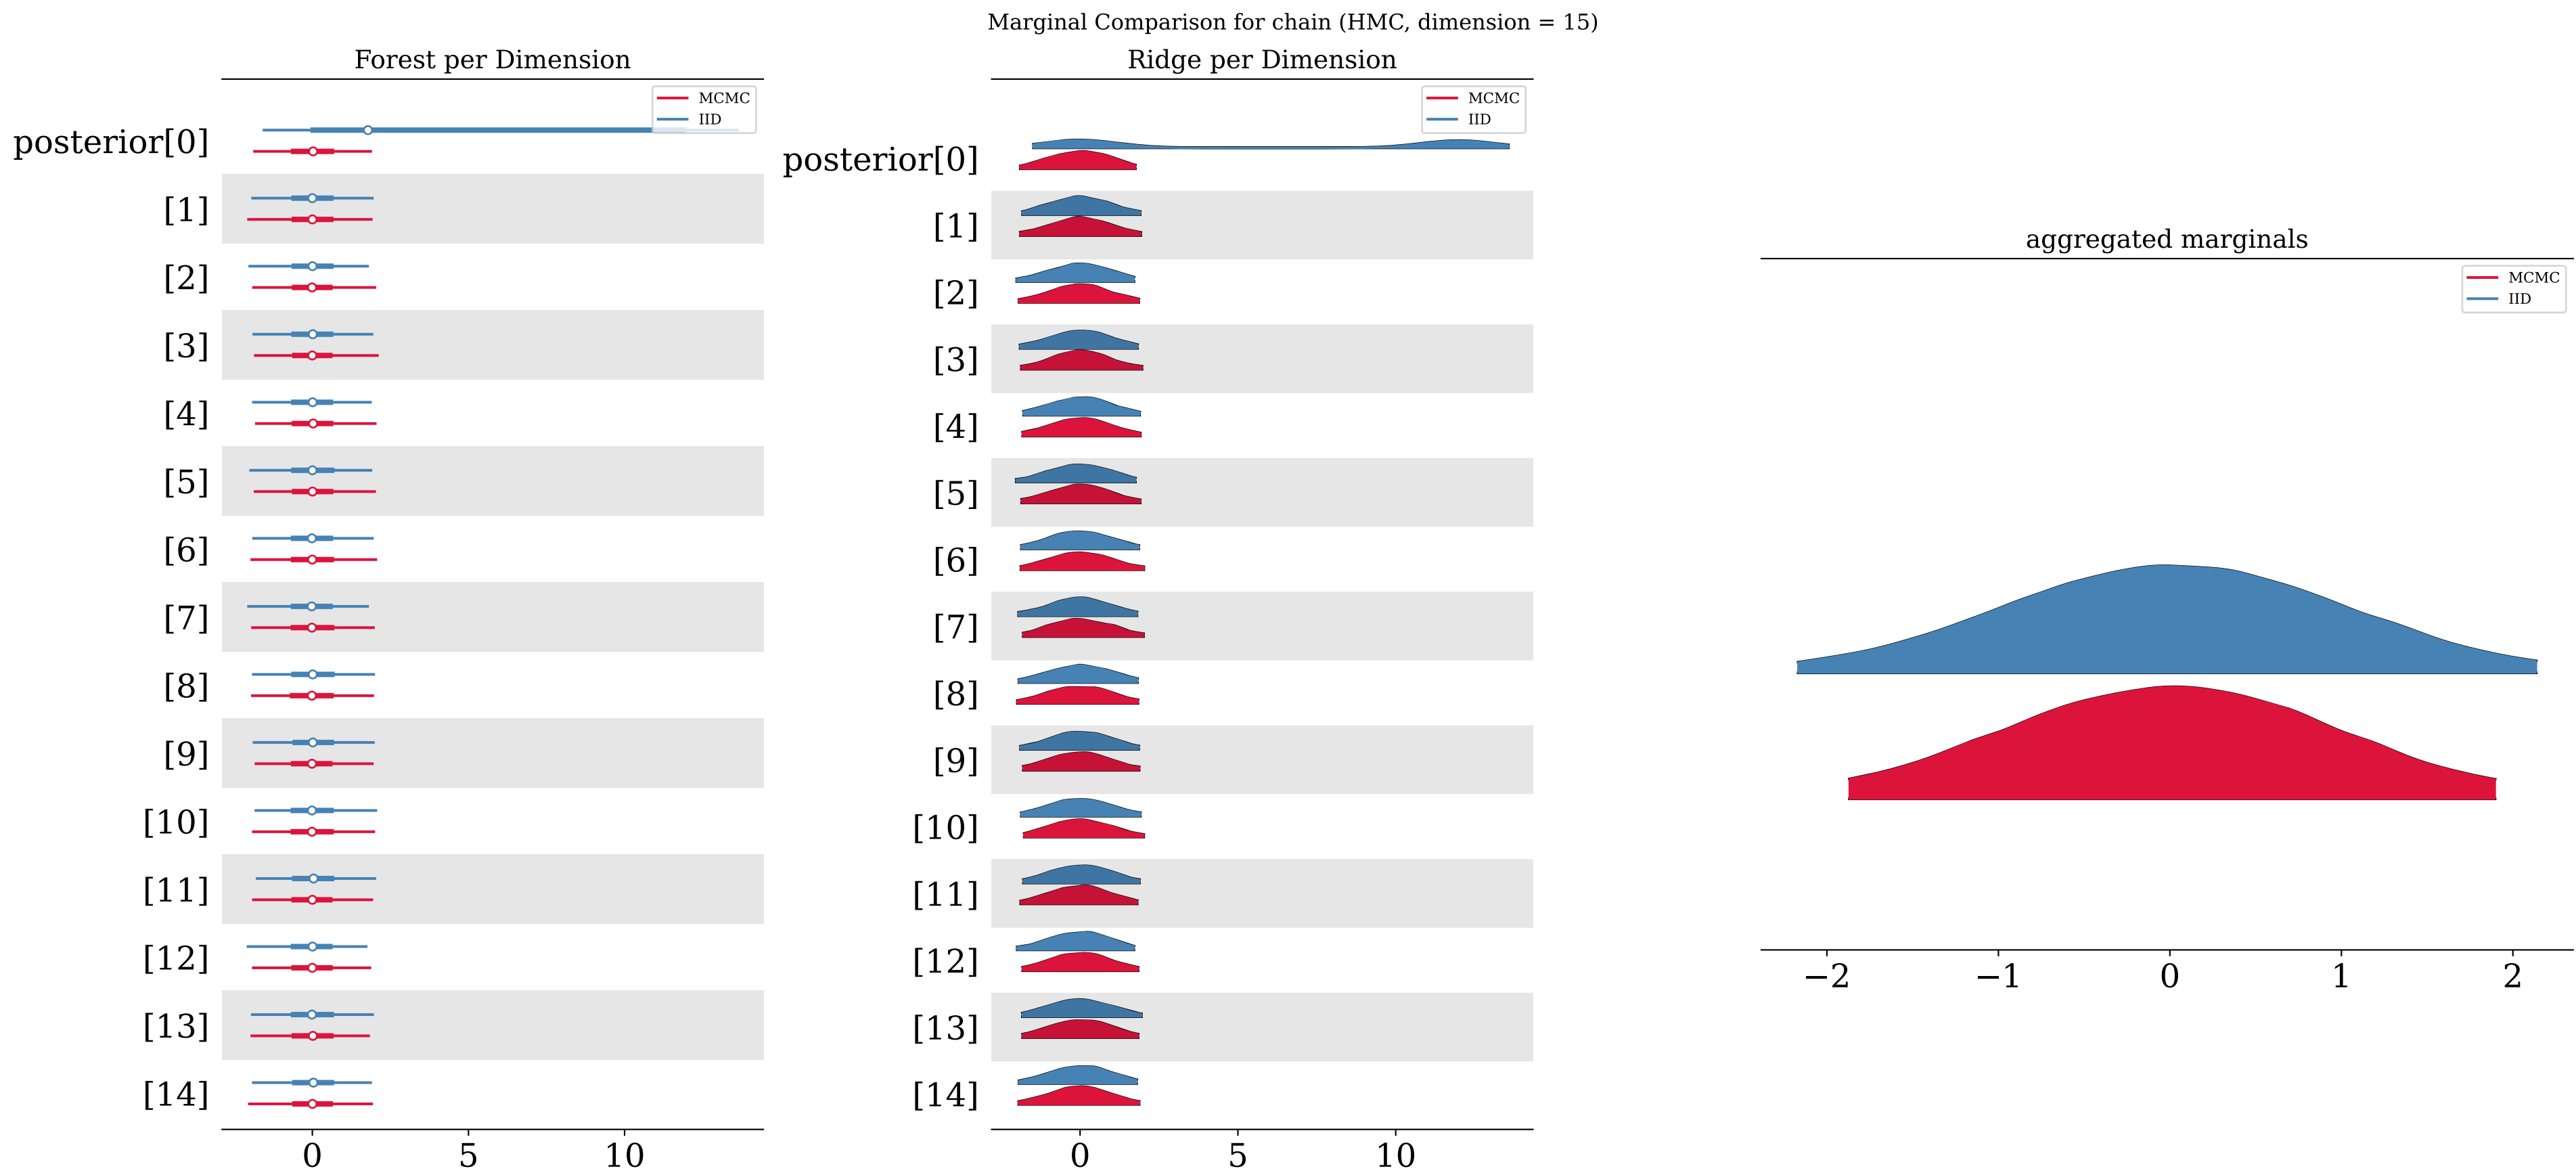 Marginal Comparison for chain (HMC, dimension = 15)
Forest per Dimension
MCMC
IID
posterior[0]
[1]
[2]
[3]
[4]
[5]
[6]
[7]
[8]
[9]
[10]
[11]
[12]
[13]
[14]
0 5 10
Ridge per Dimension
MCMC
IID
posterior[0]
[1]
[2]
[3]
[4]
[5]
[6]
[7]
[8]
[9]
[10]
[11]
[12]
[13]
[14]
0 5 10
aggregated marginals
MCMC
IID
−2 −1 0 1 2